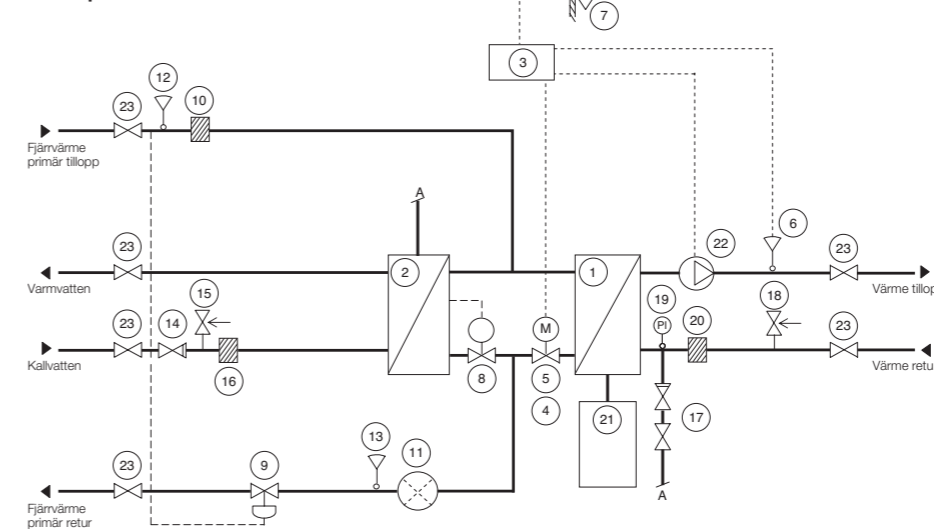 7
3
12
10
23
Fjärrvärme
primär tillopp
A
6
22
23
23
2
1
Varmvatten
Värme tillop
15
19
18
PI
20
23
14
M
23
Kallvatten
16
8
5
Värme retu
4
21
17
13
11
23
9
A
Fjärrvärme
primär retur